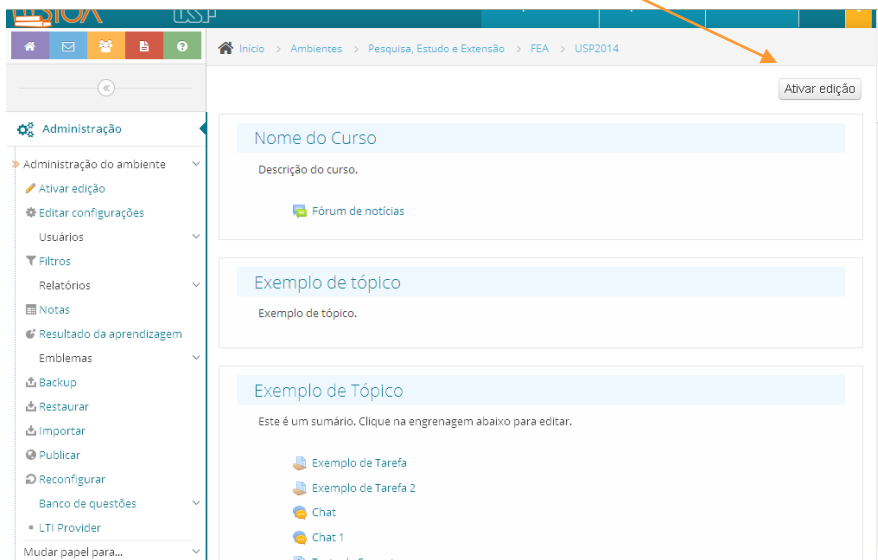 Início > Ambientes > Pesquisa, Estudo e Extensão > FEA > USP2014
Ativar edição
Administração
Administração do ambiente
Ativar edição
Editar configurações
Usuários
Filtros
Relatórios
Notas
Resultado da aprendizagem
Emblemas
Backup
Restaurar
Importar
Publicar
Reconfigurar
Banco de questões
LTI Provider
Mudar papel para...
Nome do Curso
Descrição do curso.
Fórum de notícias
Exemplo de tópico
Exemplo de tópico.
Exemplo de Tópico
Este é um sumário. Clique na engrenagem abaixo para editar.
Exemplo de Tarefa
Exemplo de Tarefa 2
Chat
Chat 1